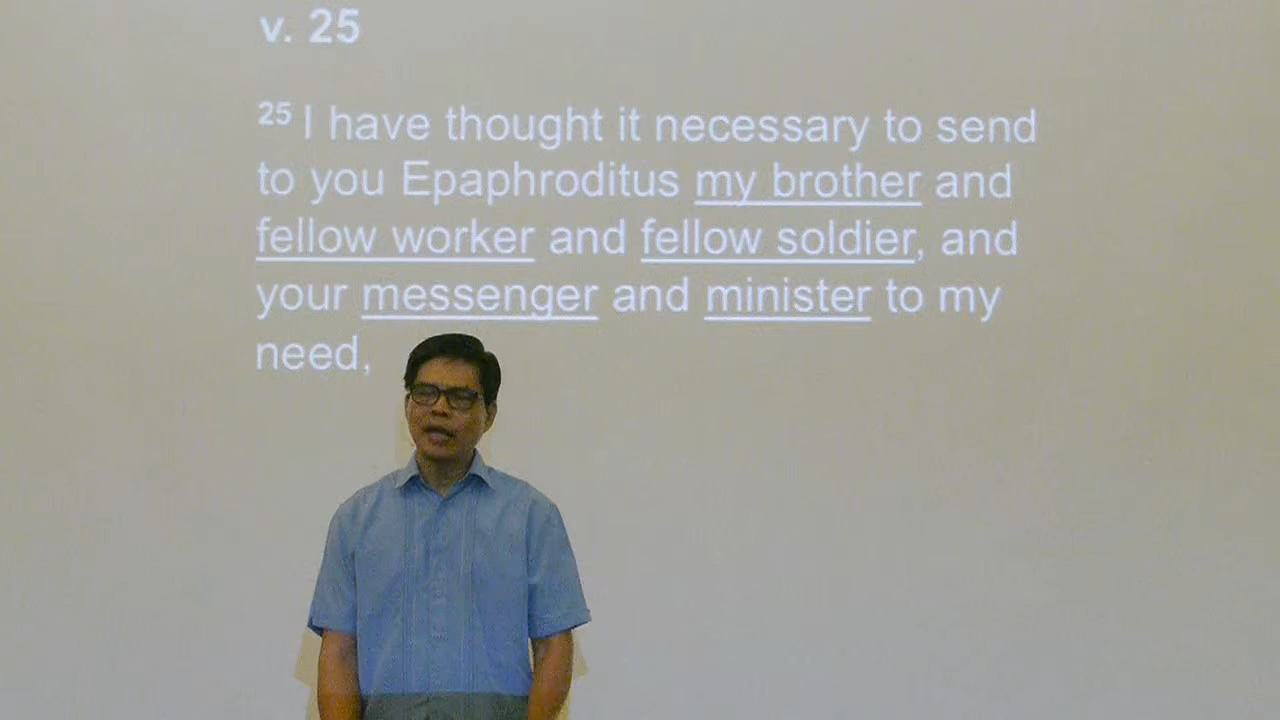 v. 25
25 I have thought it necessary to send
to you Epaphroditus my brother and
fellow worker and fellow soldier, and
your messenger and minister to my
need,